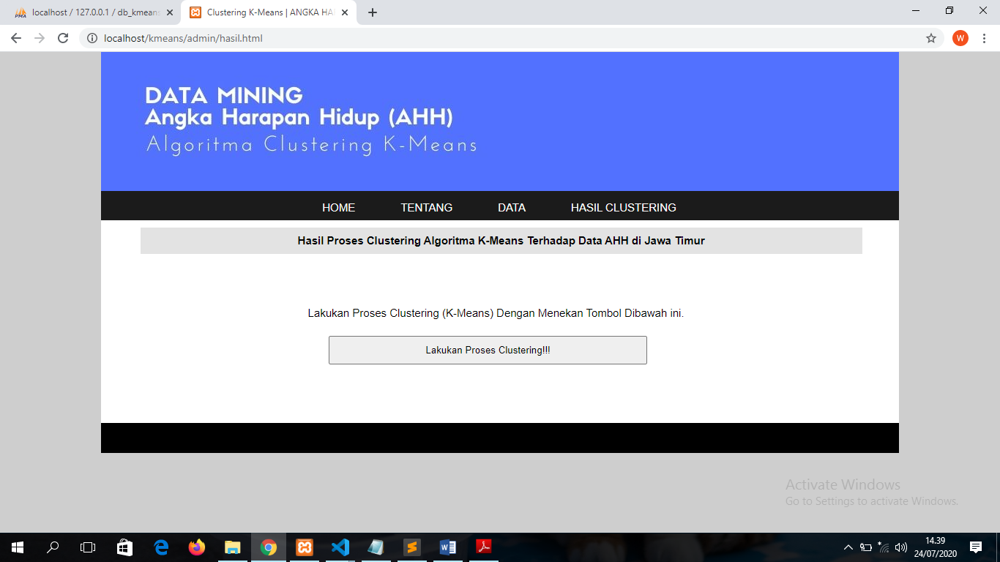 localhost / 127.0.0.1 / db_kmeans
Clustering K-Means | ANGKA HA
localhost/kmeans/admin/hasil.html
W
DATA MINING
Angka Harapan Hidup (AHH)
Algoritma Clustering K-Means
HOME TENTANG DATA HASIL CLUSTERING
Hasil Proses Clustering Algoritma K-Means Terhadap Data AHH di Jawa Timur
Lakukan Proses Clustering (K-Means) Dengan Menekan Tombol Dibawah ini.
Lakukan Proses Clustering!!!
Activate Windows
Go to Settings to activate Windows.
14.39
24/07/2020